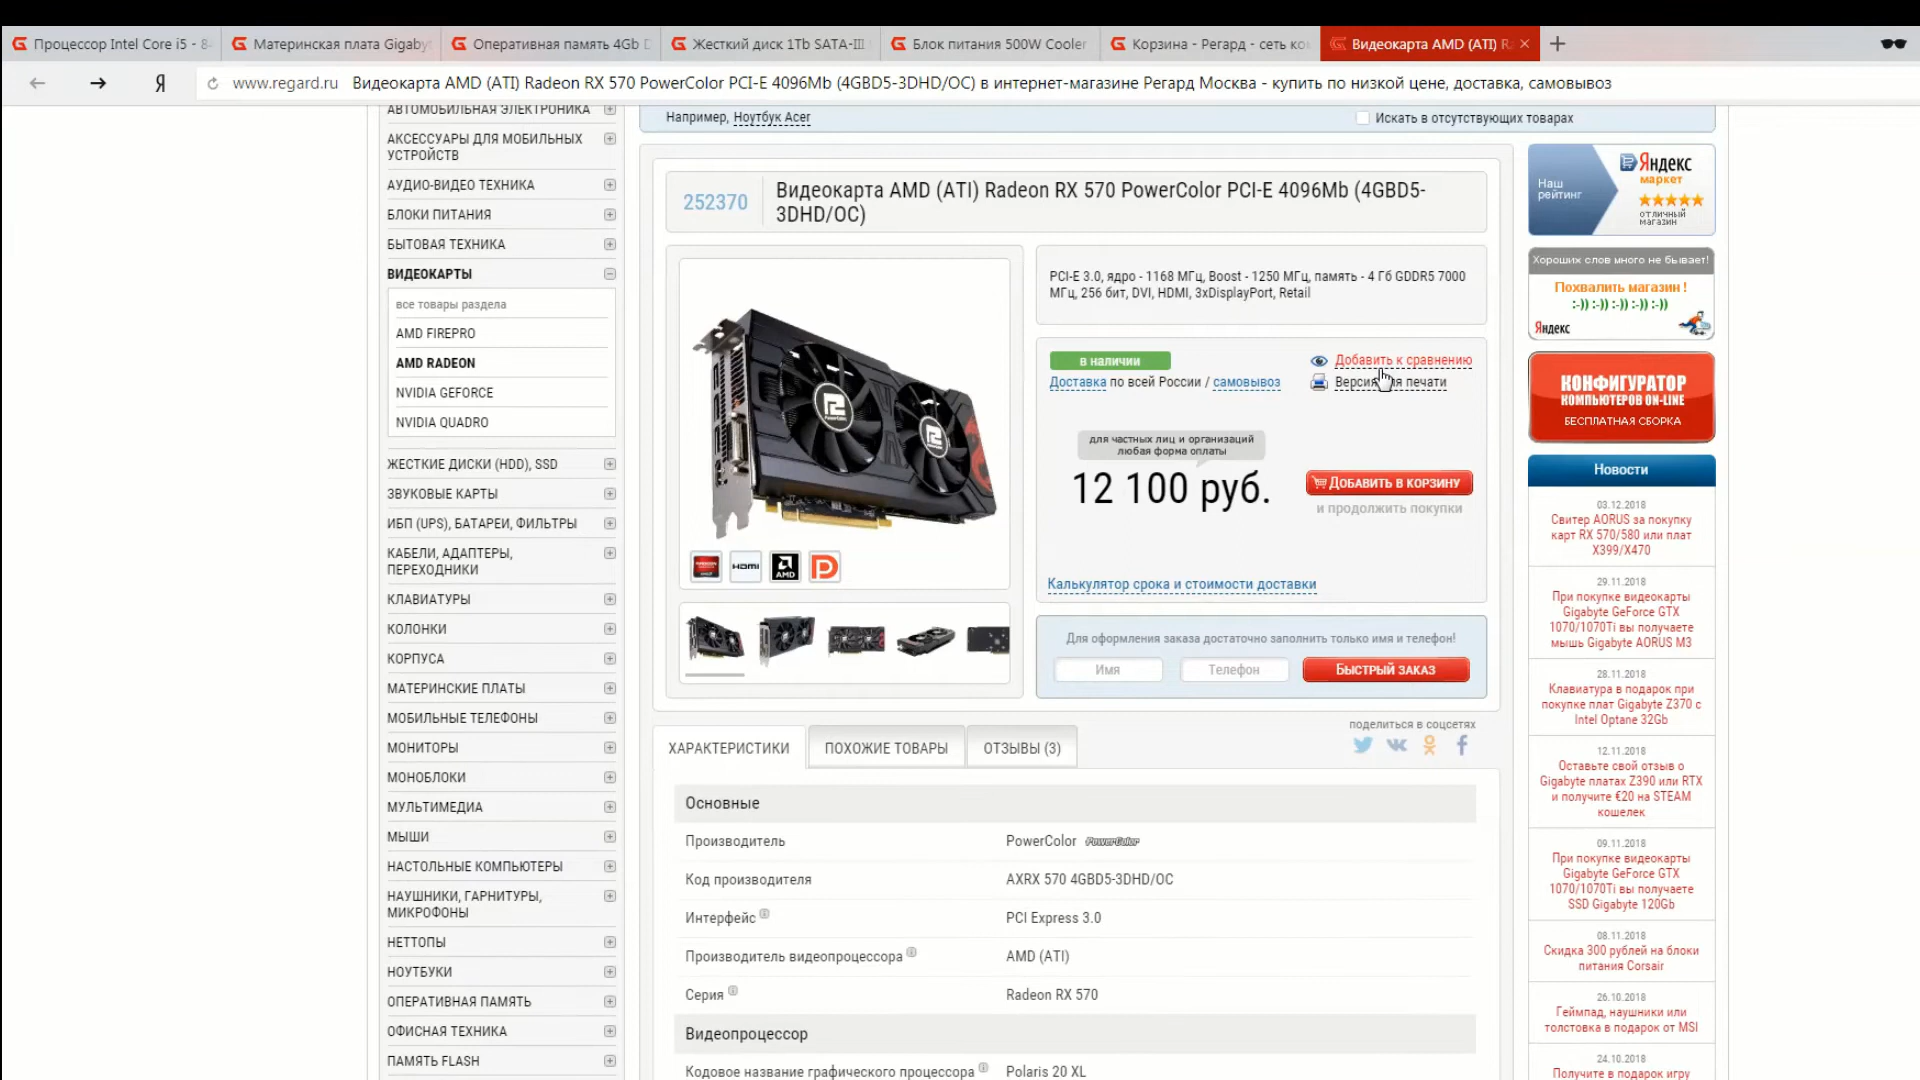 Процессор Intel Core i5 - 84
Материнская плата Gigaby
Оперативная память 4Gb D
Жесткий диск 1Tb SATA-III
Блок питания 500W Cooler
Корзина - Регард - сеть ко
Видеокарта AMD (ATI) R
Я
www.regard.ru Видеокарта AMD (ATI) Radeon RX 570 PowerColor PCI-E 4096Mb (4GBD5-3DHD/OC) в интернет-магазине Регард Москва - купить по низкой цене, доставка, самовывоз
АВТОМОБИЛЬНАЯ ЭЛЕКТРОНИКА
АКСЕССУАРЫ ДЛЯ МОБИЛЬНЫХ
УСТРОЙСТВ
АУДИО-ВИДЕО ТЕХНИКА
БЛОКИ ПИТАНИЯ
БЫТОВАЯ ТЕХНИКА
ВИДЕОКАРТЫ
все товары раздела
AMD FIREPRO
AMD RADEON
NVIDIA GEFORCE
NVIDIA QUADRO
ЖЕСТКИЕ ДИСКИ (HDD), SSD
ЗВУКОВЫЕ КАРТЫ
ИБП (UPS), БАТАРЕИ, ФИЛЬТРЫ
КАБЕЛИ, АДАПТЕРЫ,
ПЕРЕХОДНИКИ
КЛАВИАТУРЫ
КОЛОНКИ
КОРПУСА
МАТЕРИНСКИЕ ПЛАТЫ
МОБИЛЬНЫЕ ТЕЛЕФОНЫ
МОНИТОРЫ
МОНОБЛОКИ
МУЛЬТИМЕДИА
МЫШИ
НАСТОЛЬНЫЕ КОМПЬЮТЕРЫ
НАУШНИКИ, ГАРНИТУРЫ,
МИКРОФОНЫ
НЕТТОПЫ
НОУТБУКИ
ОПЕРАТИВНАЯ ПАМЯТЬ
ОФИСНАЯ ТЕХНИКА
ПАМЯТЬ FLASH
Например, Ноутбук Acer
Искать в отсутствующих товарах
252370
Видеокарта AMD (ATI) Radeon RX 570 PowerColor PCI-E 4096Mb (4GBD5-
3DHD/OC)
HDMI
AMD
PCI-E 3.0, ядро - 1168 МГц, Boost - 1250 МГц, память - 4 Гб GDDR5 7000
МГц, 256 бит, DVI, HDMI, 3xDisplayPort, Retail
в наличии
Доставка по всей России / самовывоз
Добавить к сравнению
Версия для печати
для частных лиц и организаций
любая форма оплаты
12 100 руб.
ДОБАВИТЬ В КОРЗИНУ
и продолжить покупки
Калькулятор срока и стоимости доставки
Для оформления заказа достаточно заполнить только имя и телефон!
Имя
Телефон
БЫСТРЫЙ ЗАКАЗ
поделиться в соцсетях
ХАРАКТЕРИСТИКИ
ПОХОЖИЕ ТОВАРЫ
ОТЗЫВЫ (3)
Основные
Производитель PowerColor PowerColor
Код производителя AXRX 570 4GBD5-3DHD/OC
Интерфейс PCI Express 3.0
Производитель видеопроцессора AMD (ATI)
Серия Radeon RX 570
Видеопроцессор
Кодовое название графического процессора Polaris 20 XL
Наш
рейтинг
Яндекс
маркет
отличный
магазин
Хороших слов много не бывает!
Похвалить магазин !
:-)) :-)) :-)) :-)) :-))
Яндекс
КОНФИГУРАТОР
КОМПЬЮТЕРОВ ON-LINE
БЕСПЛАТНАЯ СБОРКА
Новости
03.12.2018
Свитер AORUS за покупку
карт RX 570/580 или плат
X399/X470
29.11.2018
При покупке видеокарты
Gigabyte GeForce GTX
1070/1070Ti вы получаете
мышь Gigabyte AORUS M3
28.11.2018
Клавиатура в подарок при
покупке плат Gigabyte Z370 с
Intel Optane 32Gb
12.11.2018
Оставьте свой отзыв о
Gigabyte платах Z390 или RTX
и получите €20 на STEAM
кошелек
09.11.2018
При покупке видеокарты
Gigabyte GeForce GTX
1070/1070Ti вы получаете
SSD Gigabyte 120Gb
08.11.2018
Скидка 300 рублей на блоки
питания Corsair
26.10.2018
Геймпад, наушники или
толстовка в подарок от MSI
24.10.2018
Получите в подарок игру